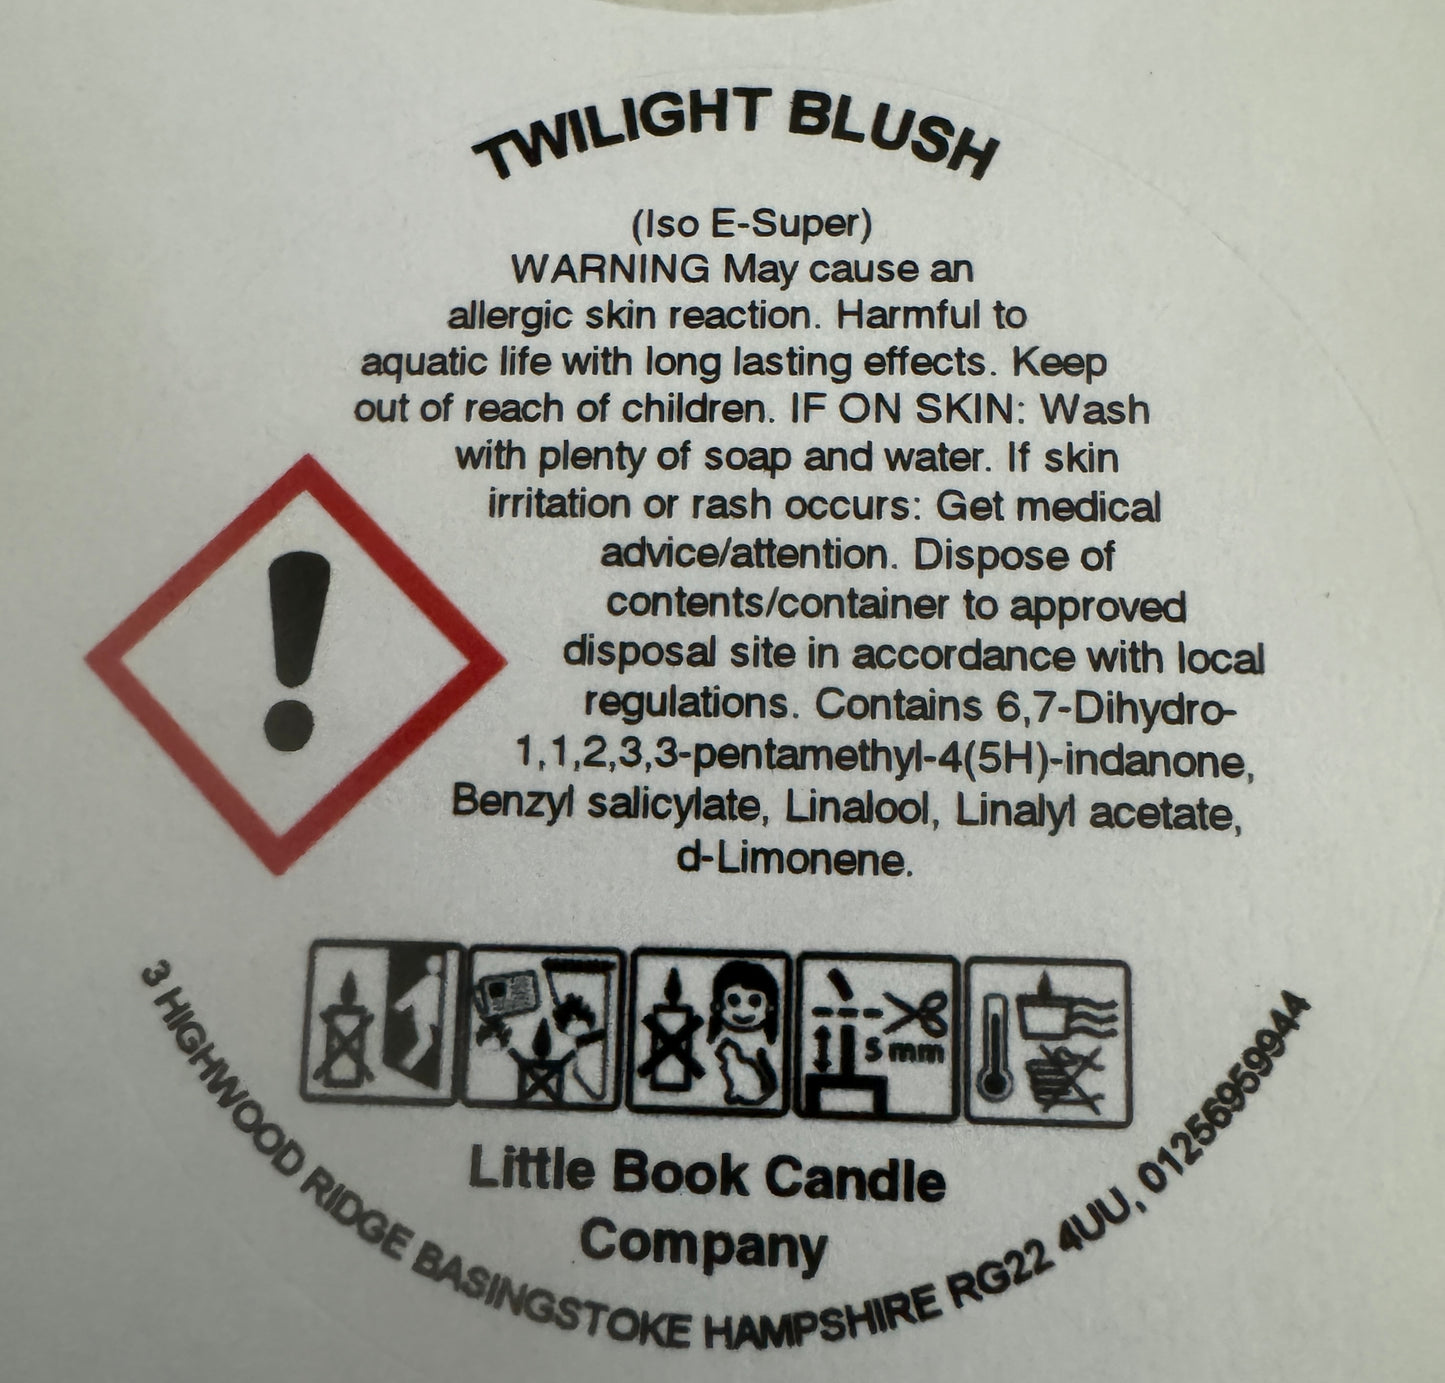 TWILIGHT BLUSH
(Iso E-Super)
WARNING May cause an
allergic skin reaction. Harmful to
aquatic life with long lasting effects. Keep
out of reach of children. IF ON SKIN: Wash
with plenty of soap and water. If skin
irritation or rash occurs: Get medical
advice/attention. Dispose of
contents/container to approved
disposal site in accordance with local
regulations. Contains 6,7-Dihydro-
1,1,2,3,3-pentamethyl-4(5H)-indanone,
Benzyl salicylate, Linalool, Linalyl acetate,
d-Limonene.
5 mm
Little Book Candle
Company
3 HIGHWOOD RIDGE BASINGSTOKE HAMPSHIRE RG22 4UU, 012569599​44